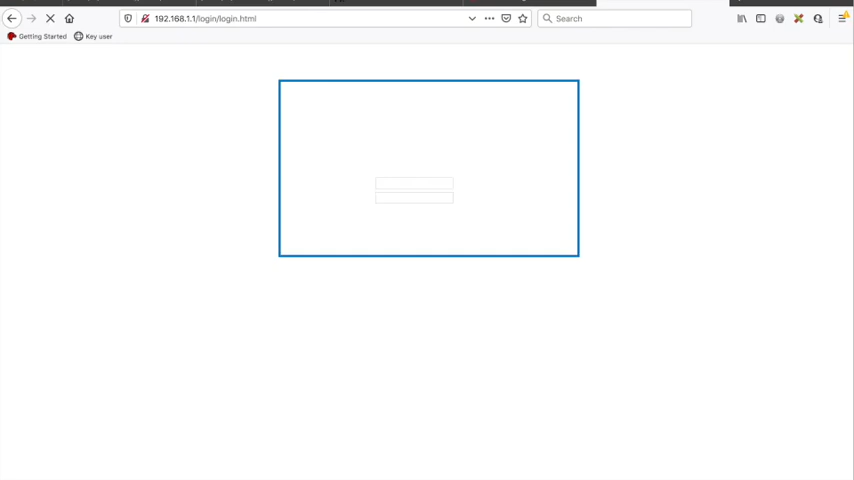 192.168.1.1/login/login.html
Search
Getting Started
Key user